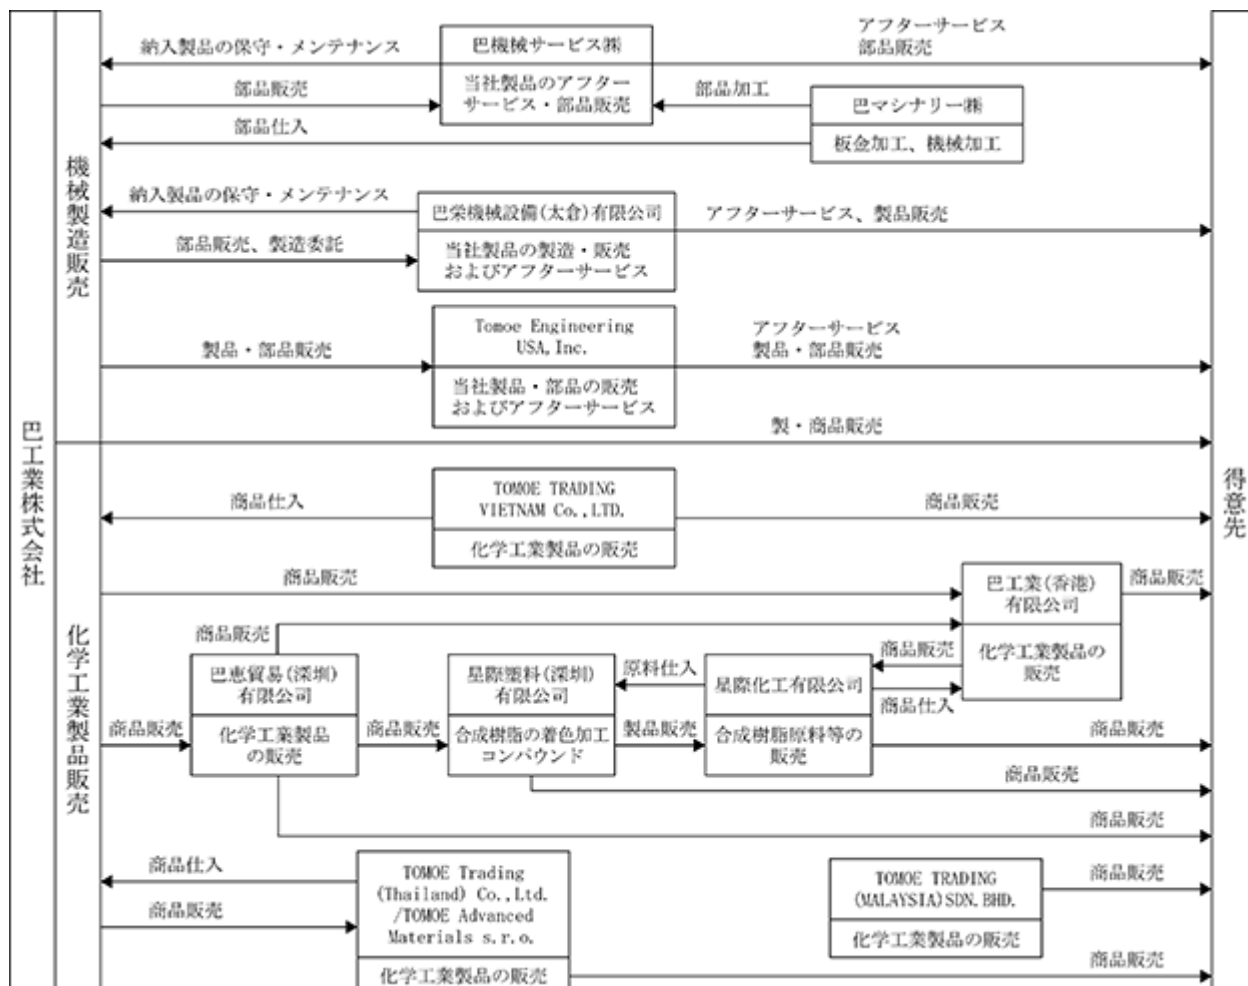 巴工業株式会社
機械製造販売
化学工業製品販売
得意先
納入製品の保守・メンテナンス
巴機械サービス㈱
当社製品のアフター
サービス・部品販売
アフターサービス
部品販売
部品販売
部品加工
巴マシナリー㈱
板金加工、機械加工
部品仕入
納入製品の保守・メンテナンス
巴栄機械設備(太倉)有限公司
当社製品の製造・販売
およびアフターサービス
アフターサービス、製品販売
部品販売、製造委託
Tomoe Engineering
USA, Inc.
当社製品・部品の販売
およびアフターサービス
製品・部品販売
アフターサービス
製品・部品販売
製・商品販売
商品仕入
TOMOE TRADING
VIETNAM Co.,LTD.
化学工業製品の販売
商品販売
商品販売
巴工業(香港)
有限公司
化学工業製品の
販売
商品販売
商品販売
巴恵貿易(深圳)
有限公司
化学工業製品
の販売
商品販売
商品販売
星際塑料(深圳)
有限公司
合成樹脂の着色加工
コンパウンド
原料仕入
製品販売
星際化工有限公司
合成樹脂原料等の
販売
商品販売
商品仕入
商品販売
商品販売
商品販売
商品仕入
商品販売
TOMOE Trading
(Thailand) Co.,Ltd.
/TOMOE Advanced
Materials s.r.o.
化学工業製品の販売
TOMOE TRADING
(MALAYSIA)SDN.BHD.
化学工業製品の販売
商品販売
商品販売